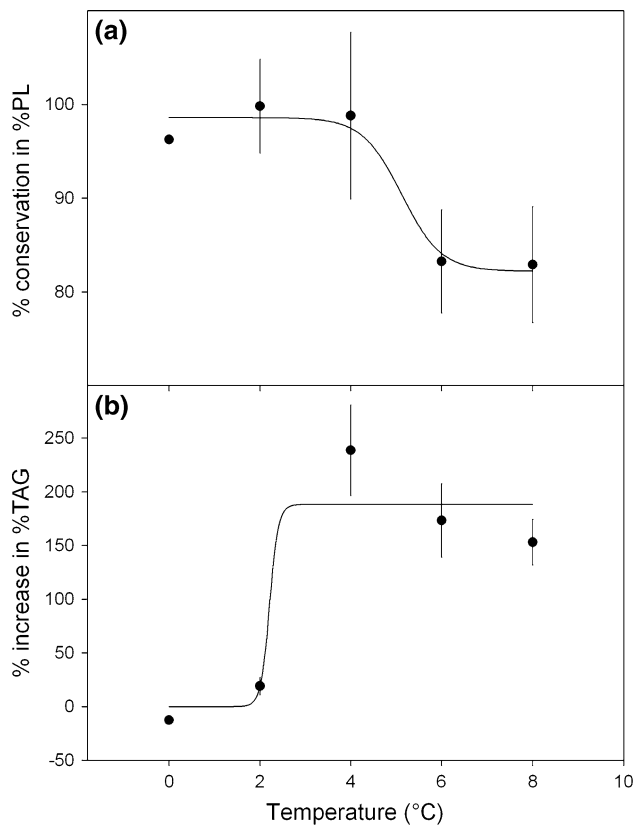 (a)
% conservation in %PL
100
90
80
(b)
% increase in %TAG
250
200
150
100
50
0
-50
0 2 4 6 8 10
Temperature (°C)